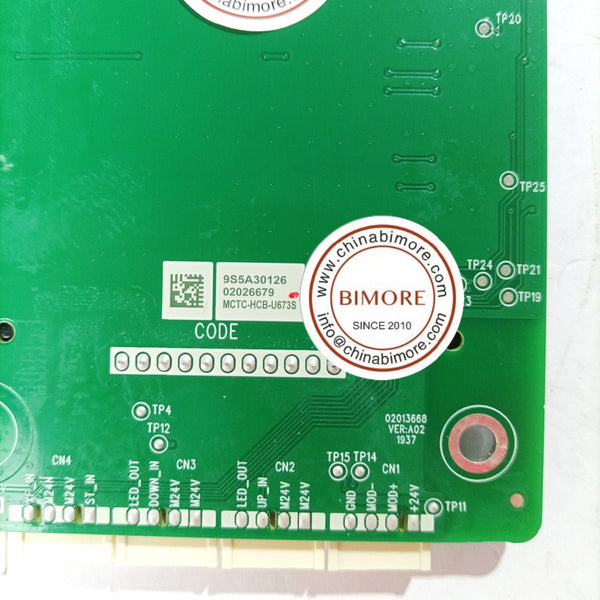 chinabimore.com
TP20
TP25
TP24
TP21
TP19
9S5A30126
02026679
MCTC-HCB-U673S
www.chinabimore.com
BIMORE
SINCE 2010
info@chinabimore.com
CODE
TP4
TP12
02013668
VER:A02
1937
TP15
TP14
CN4
CN3
CN2
CN1
M24V
ST_IN
LED_OUT
DOWN_IN
M24V
M24V
LED_OUT
UP_IN
M24V
M24V
GND
MOD-
MOD+
+24V
TP11